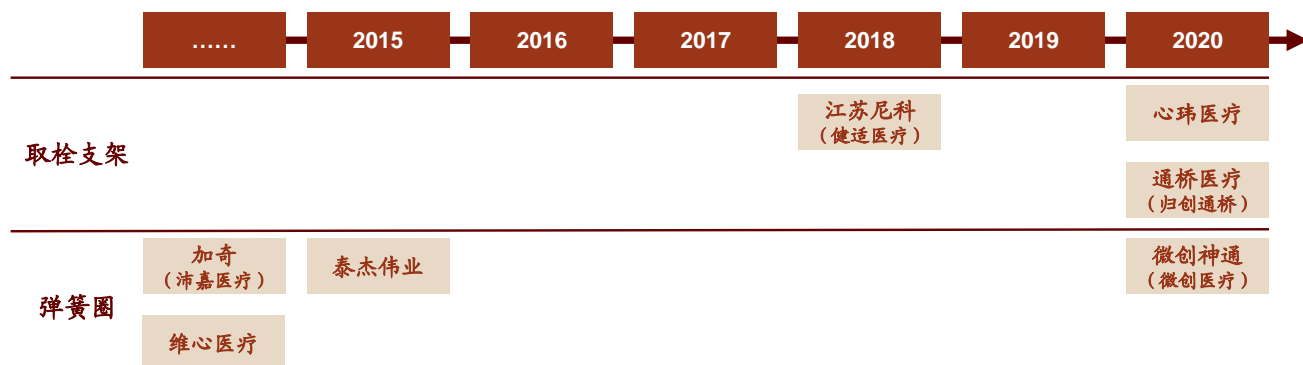 ...... 2015 2016 2017 2018 2019 2020
取栓支架
江苏尼科
（健适医疗）
心玮医疗
通桥医疗
（归创通桥）
弹簧圈
加奇
（沛嘉医疗）
泰杰伟业
微创神通
（微创医疗）
维心医疗